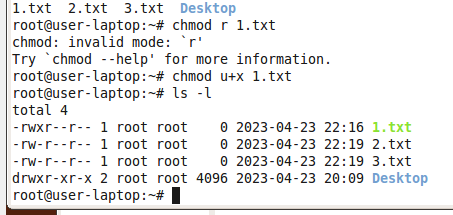 1.txt  2.txt  3.txt  Desktop
root@user-laptop:~# chmod r 1.txt
chmod: invalid mode: `r'
Try `chmod --help' for more information.
root@user-laptop:~# chmod u+x 1.txt
root@user-laptop:~# ls -l
total 4
-rwxr--r-- 1 root root    0 2023-04-23 22:16 1.txt
-rw-r--r-- 1 root root    0 2023-04-23 22:19 2.txt
-rw-r--r-- 1 root root    0 2023-04-23 22:19 3.txt
drwxr-xr-x 2 root root 4096 2023-04-23 20:09 Desktop
root@user-laptop:~#